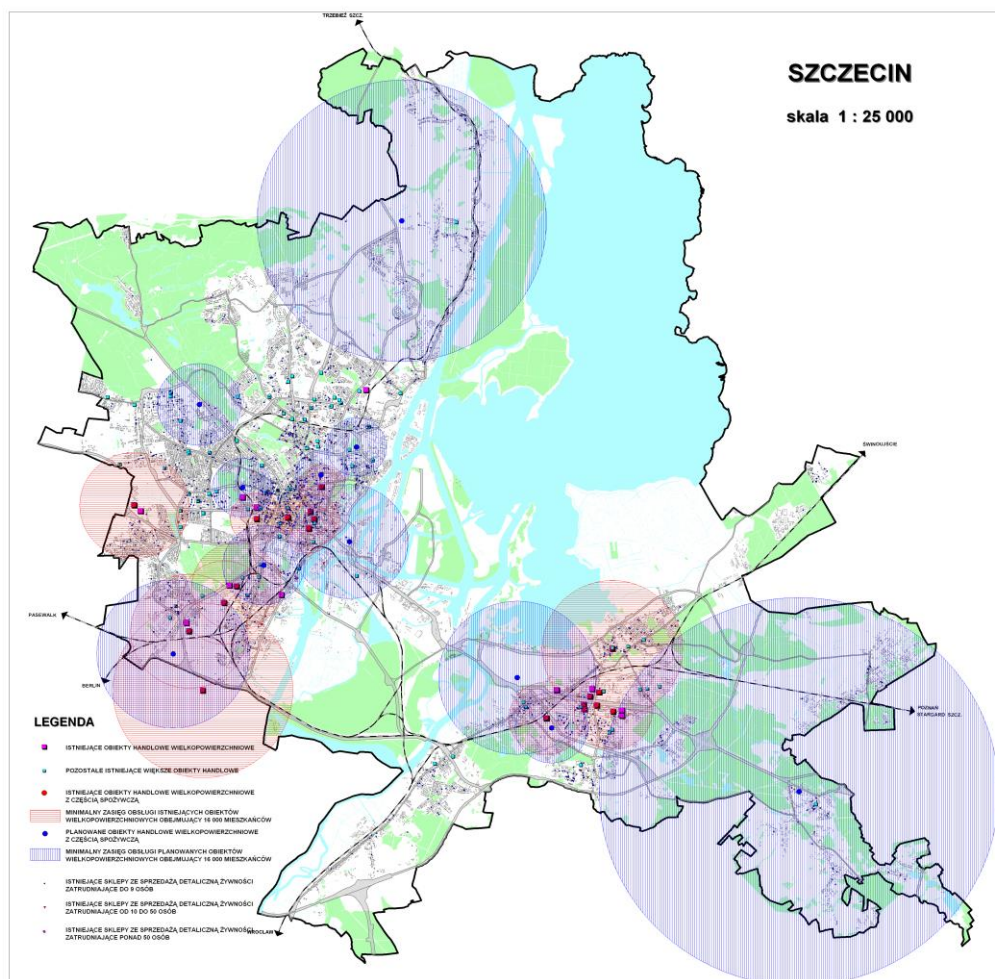 TRZEBIEŻ SZCZ.
SZCZECIN
skala 1 : 25 000
ŚWINOUJŚCIE
PASEWALK
BERLIN
POZNAŃ
STARGARD SZCZ.
WROCŁAW
LEGENDA
ISTNIEJĄCE OBIEKTY HANDLOWE WIELKOPOWIERZCHNIOWE
POZOSTAŁE ISTNIEJĄCE WIĘKSZE OBIEKTY HANDLOWE
ISTNIEJĄCE OBIEKTY HANDLOWE WIELKOPOWIERZCHNIOWE
Z CZĘŚCIĄ SPOŻYWCZĄ
MINIMALNY ZASIĘG OBSŁUGI ISTNIEJĄCYCH OBIEKTÓW
WIELKOPOWIERZCHNIOWYCH OBEJMUJĄCY 16 000 MIESZKAŃCÓW
PLANOWANE OBIEKTY HANDLOWE WIELKOPOWIERZCHNIOWE
Z CZĘŚCIĄ SPOŻYWCZĄ
MINIMALNY ZASIĘG OBSŁUGI PLANOWANYCH OBIEKTÓW
WIELKOPOWIERZCHNIOWYCH OBEJMUJĄCY 16 000 MIESZKAŃCÓW
ISTNIEJĄCE SKLEPY ZE SPRZEDAŻĄ DETALICZNĄ ŻYWNOŚCI
ZATRUDNIAJĄCE DO 9 OSÓB
ISTNIEJĄCE SKLEPY ZE SPRZEDAŻĄ DETALICZNĄ ŻYWNOŚCI
ZATRUDNIAJĄCE OD 10 DO 50 OSÓB
ISTNIEJĄCE SKLEPY ZE SPRZEDAŻĄ DETALICZNĄ ŻYWNOŚCI
ZATRUDNIAJĄCE PONAD 50 OSÓB